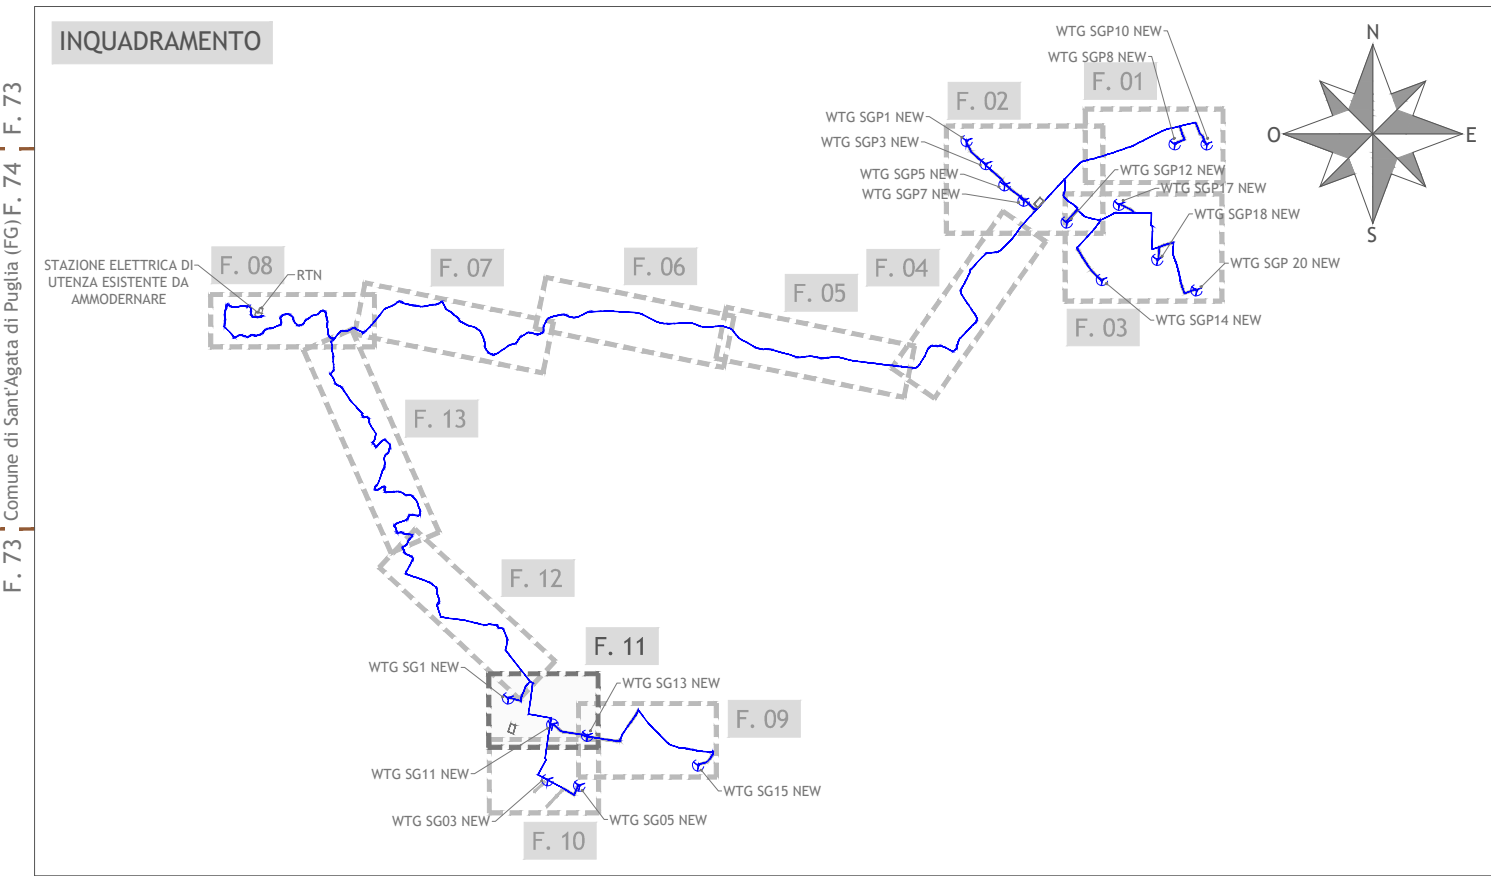 INQUADRAMENTO
WTG SGP10 NEW
WTG SGP8 NEW
F. 01
F. 02
WTG SGP1 NEW
WTG SGP3 NEW
WTG SGP5 NEW
WTG SGP7 NEW
WTG SGP12 NEW
WTG SGP17 NEW
WTG SGP18 NEW
WTG SGP 20 NEW
WTG SGP14 NEW
F. 03
N
O
E
S
F. 04
F. 05
F. 06
F. 07
F. 08
STAZIONE ELETTRICA DI
UTENZA ESISTENTE DA
AMMODERNARE
RTN
F. 13
F. 12
F. 11
WTG SG1 NEW
WTG SG13 NEW
F. 09
WTG SG11 NEW
WTG SG15 NEW
WTG SG03 NEW
WTG SG05 NEW
F. 10
F. 73
F. 74
Comune di Sant'Agata di Puglia (FG)
F. 73